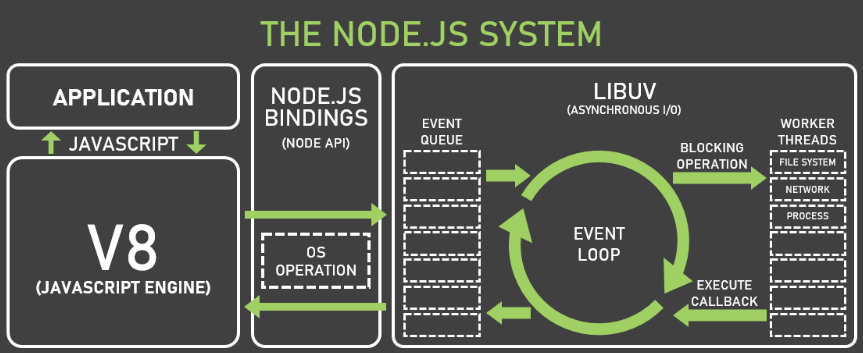 THE NODE.JS SYSTEM
APPLICATION
JAVASCRIPT
V8
(JAVASCRIPT ENGINE)
NODE.JS
BINDINGS
(NODE API)
OS
OPERATION
LIBUV
(ASYNCHRONOUS I/O)
EVENT
QUEUE
EVENT
LOOP
BLOCKING
OPERATION
EXECUTE
CALLBACK
WORKER
THREADS
FILE SYSTEM
NETWORK
PROCESS